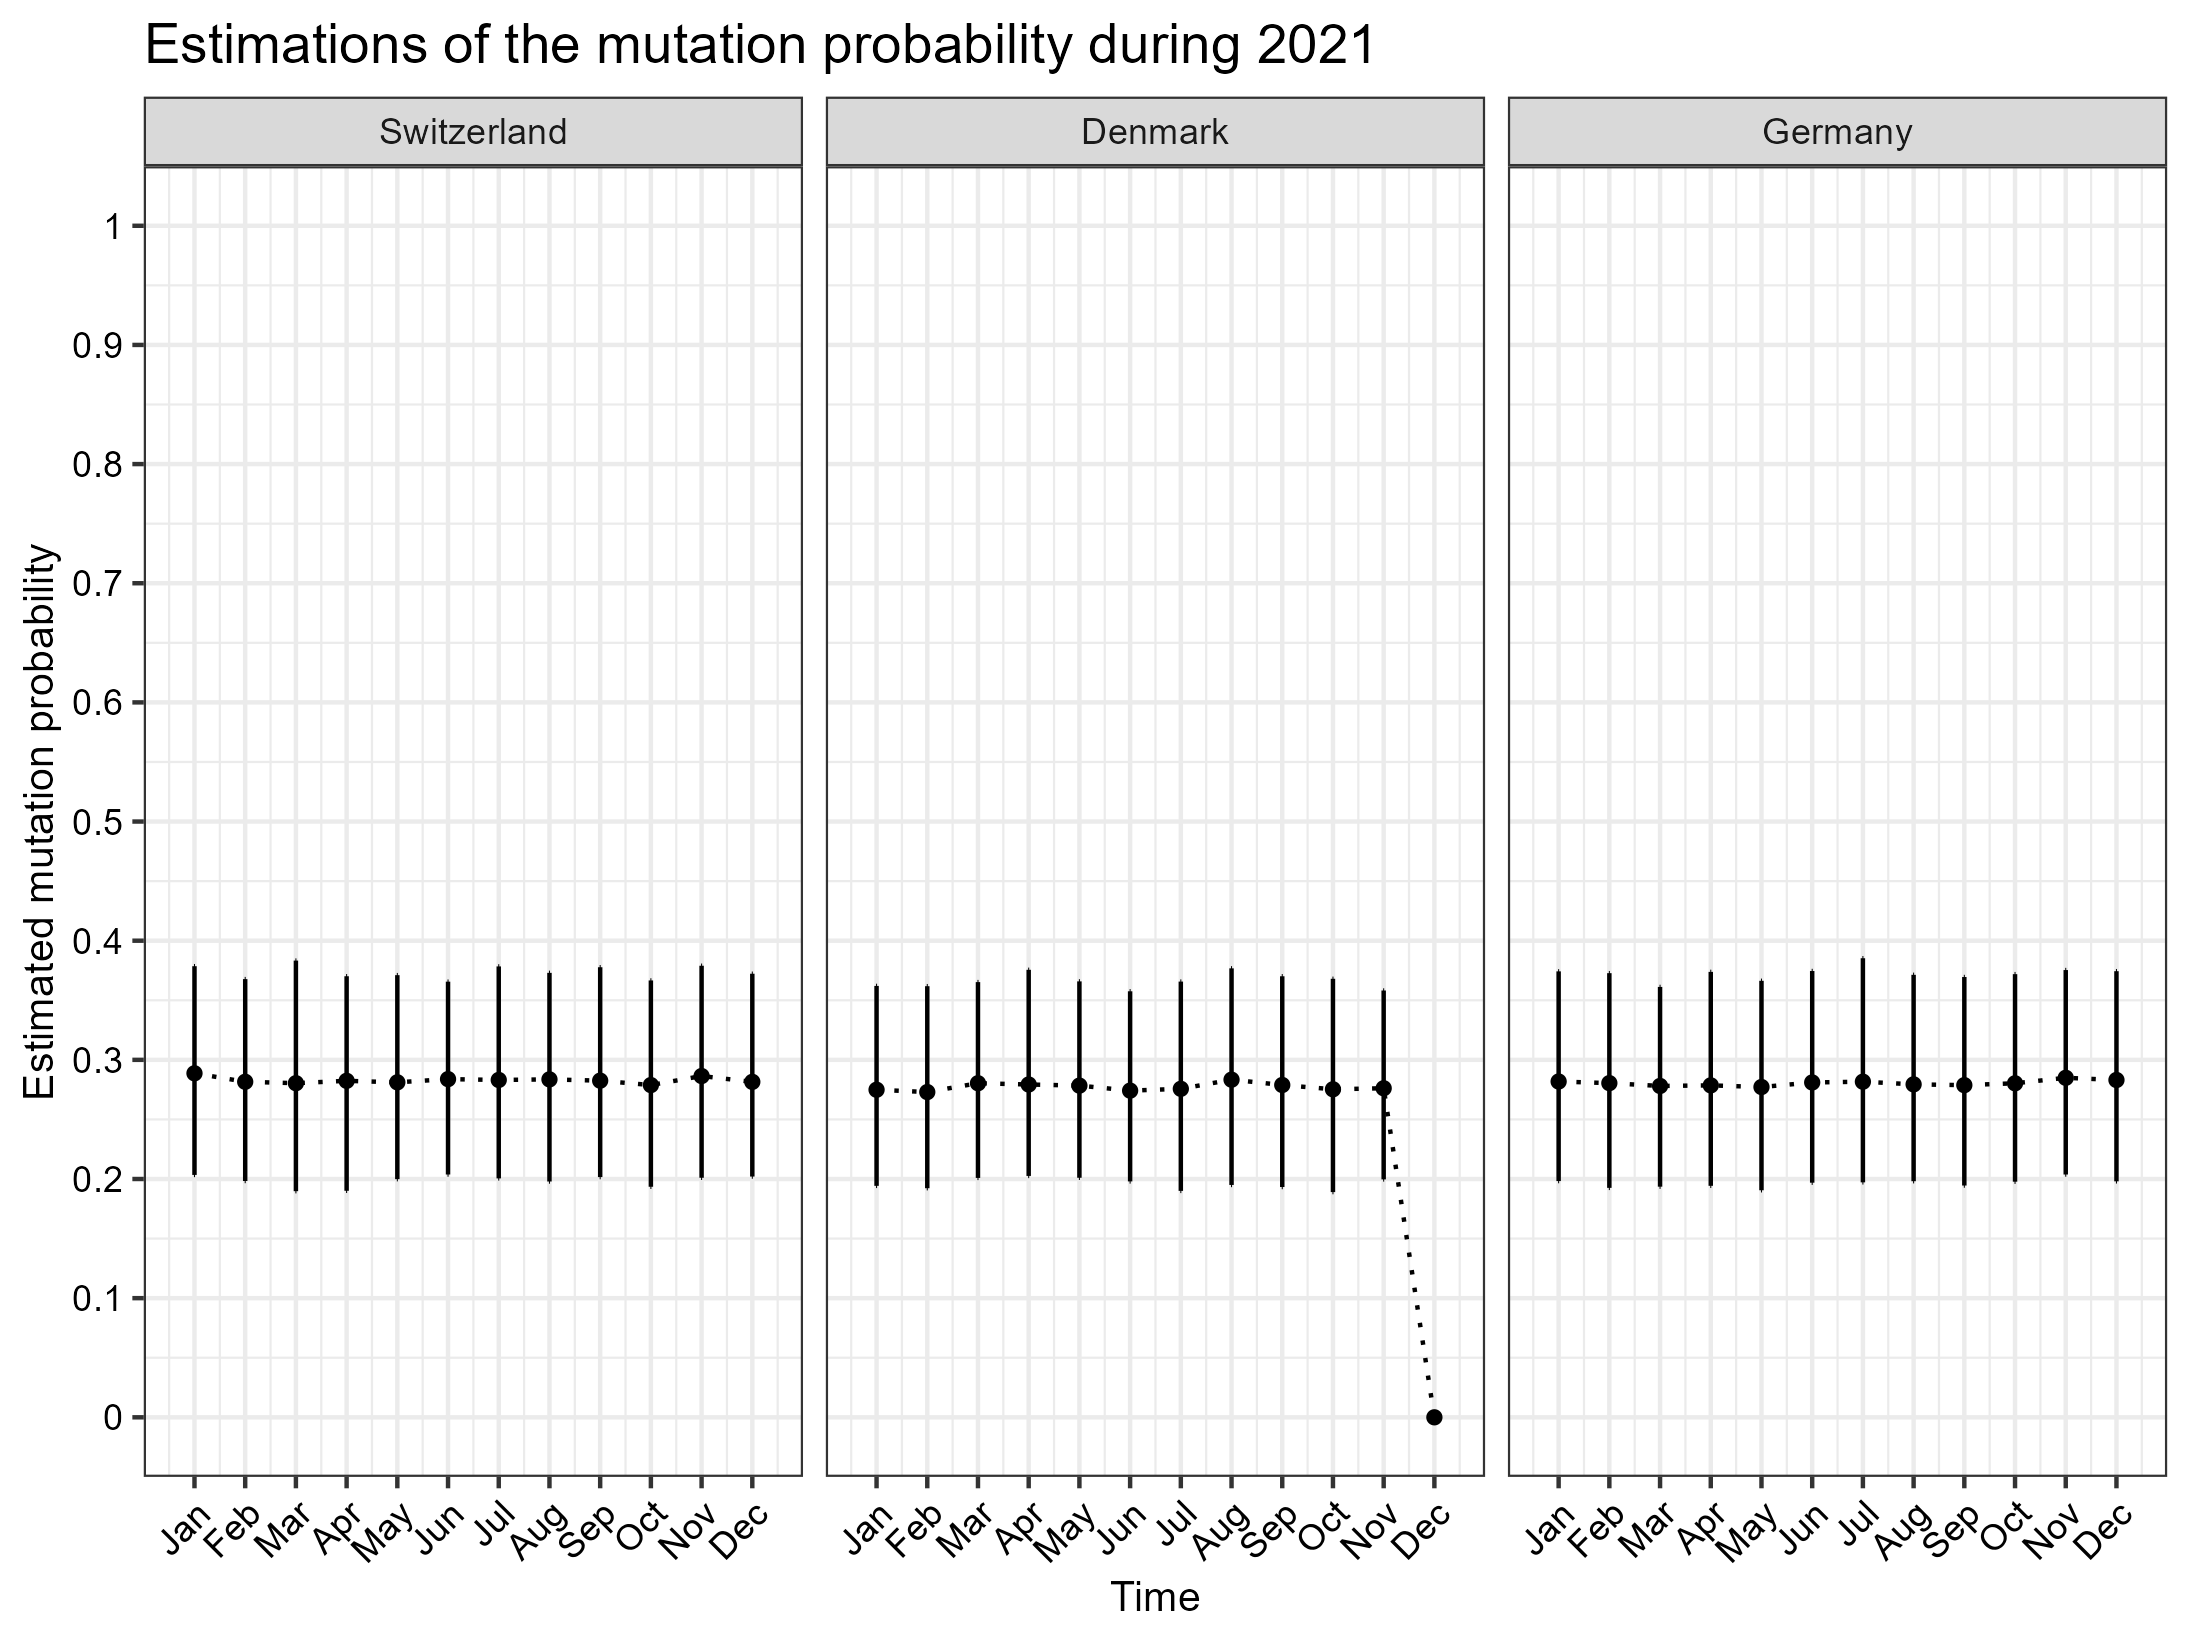 Estimations of the mutation probability during 2021
Switzerland
Denmark
Germany
Estimated mutation probability
1
0.9
0.8
0.7
0.6
0.5
0.4
0.3
0.2
0.1
0
Jan Feb Mar Apr May Jun Jul Aug Sep Oct Nov Dec
Jan Feb Mar Apr May Jun Jul Aug Sep Oct Nov Dec
Jan Feb Mar Apr May Jun Jul Aug Sep Oct Nov Dec
Time